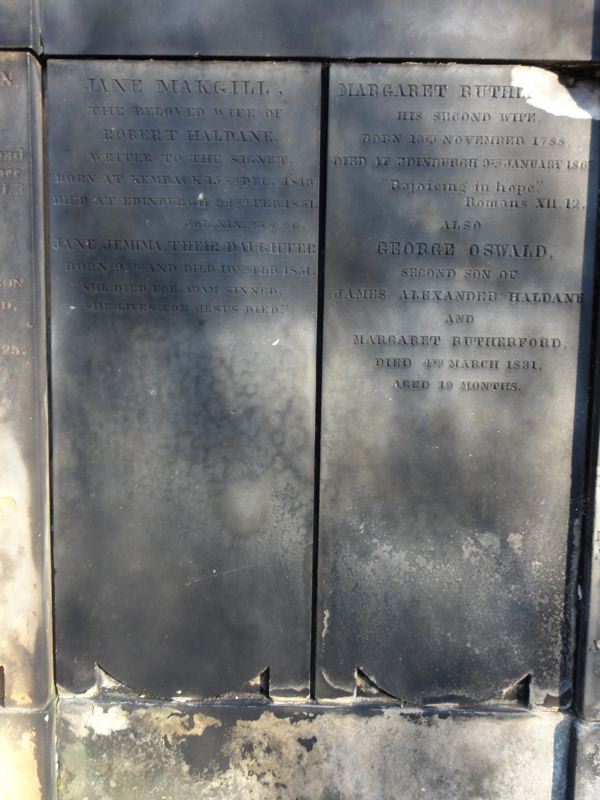 JANE MAKGILL,
THE BELOVED WIFE OF
ROBERT HALDANE,
WRITER TO THE SIGNET,
BORN AT KEMBACK 15TH DEC. 1818
DIED AT EDINBURGH 24TH FEB. 1851.
JOB XIX. 25 & 26.
JANE JEMIMA, THEIR DAUGHTER
BORN 9TH AND DIED 10TH FEB. 1851.
"SHE DIED FOR ADAM SINNED,
SHE LIVES FOR JESUS DIED."
MARGARET
HIS SECOND WIFE,
BORN 13TH NOVEMBER 1788,
DIED AT EDINBURGH 9TH JANUARY
"Rejoicing in hope."
Romans XII. 12.
ALSO
GEORGE OSWALD,
SECOND SON OF
JAMES ALEXANDER HALDANE
AND
MARGARET RUTHERFORD,
DIED 4TH MARCH 1831,
AGED 19 MONTHS.
25.